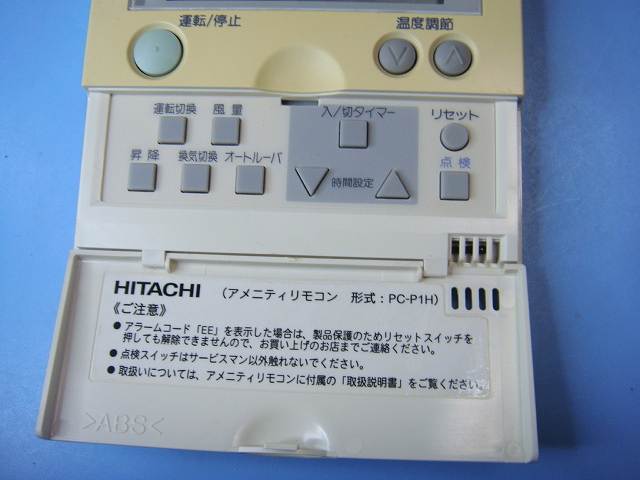 運転/停止
温度調節
運転切換 風量
入/切タイマー
リセット
昇降 換気切換 オートルーバ
時間設定
点検
HITACHI (アメニティリモコン 形式:PC-P1H)
《ご注意》
●アラームコード「EE」を表示した場合は、製品保護のためリセットスイッチを
押しても解除できませんので、お買い上げのお店までご連絡ください。
●点検スイッチはサービスマン以外触れないでください。
●取扱いについては、アメニティリモコンに付属の「取扱説明書」をご覧ください。
>ABS<